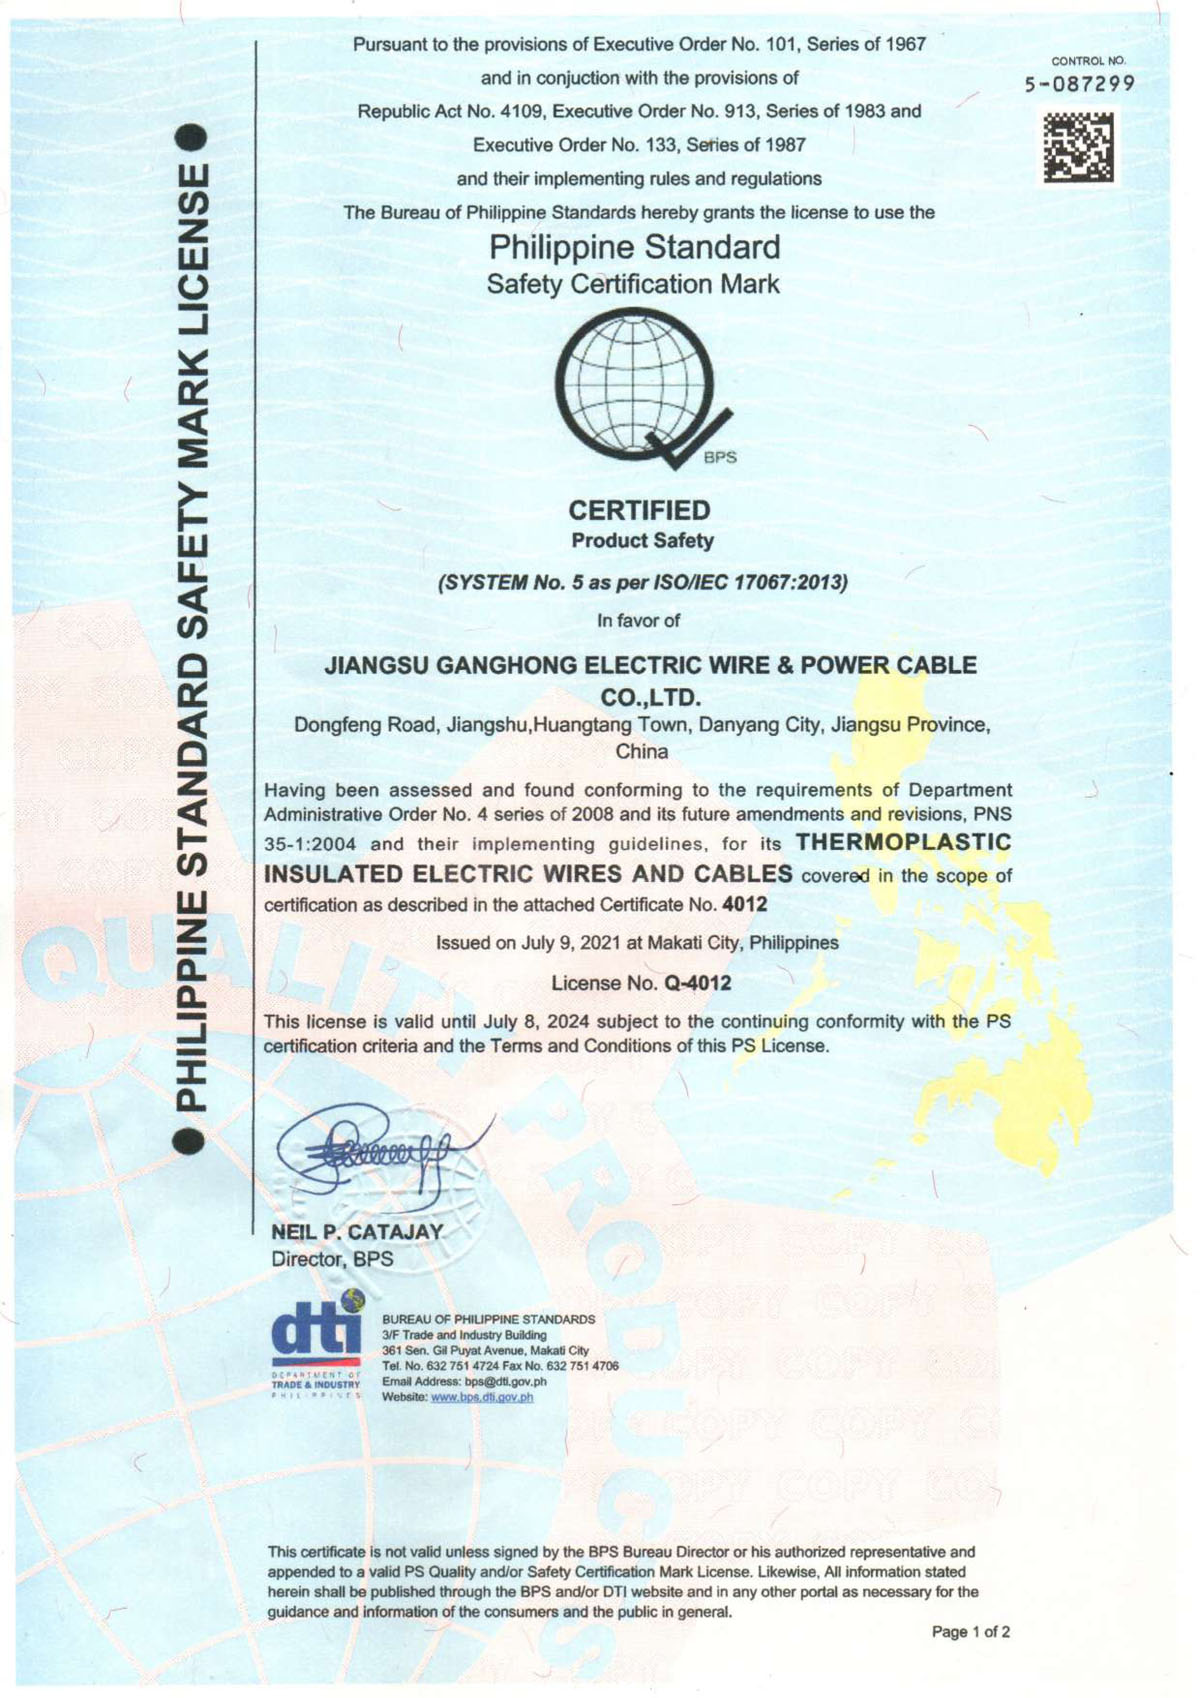 Pursuant to the provisions of Executive Order No. 101, Series of 1967
and in conjuction with the provisions of
Republic Act No. 4109, Executive Order No. 913, Series of 1983 and
Executive Order No. 133, Series of 1987
and their implementing rules and regulations
The Bureau of Philippine Standards hereby grants the license to use the
CONTROL NO.
5-087299
Philippine Standard
Safety Certification Mark
BPS
CERTIFIED
Product Safety
(SYSTEM No. 5 as per ISO/IEC 17067:2013)
In favor of
JIANGSU GANGHONG ELECTRIC WIRE & POWER CABLE
CO.,LTD.
Dongfeng Road, Jiangshu,Huangtang Town, Danyang City, Jiangsu Province,
China
Having been assessed and found conforming to the requirements of Department
Administrative Order No. 4 series of 2008 and its future amendments and revisions, PNS
35-1:2004 and their implementing guidelines, for its THERMOPLASTIC
INSULATED ELECTRIC WIRES AND CABLES covered in the scope of
certification as described in the attached Certificate No. 4012
Issued on July 9, 2021 at Makati City, Philippines
License No. Q-4012
This license is valid until July 8, 2024 subject to the continuing conformity with the PS
certification criteria and the Terms and Conditions of this PS License.
PHILIPPINE STANDARD SAFETY MARK LICENSE
NEIL P. CATAJAY
Director, BPS
dti
DEPARTMENT OF
TRADE & INDUSTRY
PHILIPPINES
BUREAU OF PHILIPPINE STANDARDS
3/F Trade and Industry Building
361 Sen. Gil Puyat Avenue, Makati City
Tel. No. 632 751 4724 Fax No. 632 751 4706
Email Address: bps@dti.gov.ph
Website: www.bps.dti.gov.ph
QUALITY PRODUCTS
COPY COPY
COPY
This certificate is not valid unless signed by the BPS Bureau Director or his authorized representative and
appended to a valid PS Quality and/or Safety Certification Mark License. Likewise, All information stated
herein shall be published through the BPS and/or DTI website and in any other portal as necessary for the
guidance and information of the consumers and the public in general.
Page 1 of 2